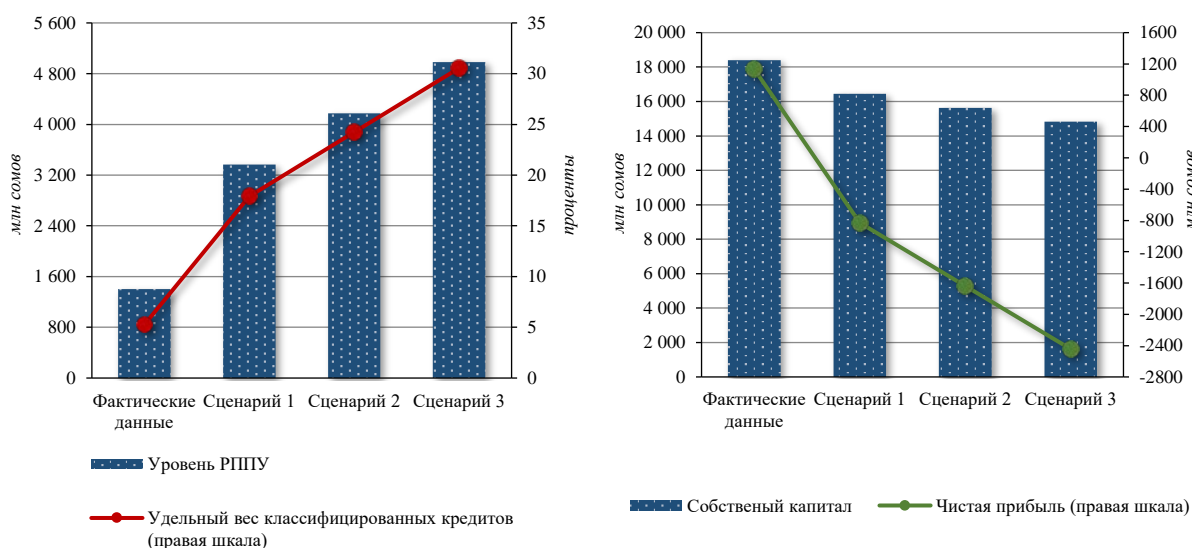 5 600
4 800
4 000
3 200
2 400
1 600
800
0
млн сомов
35
30
25
20
15
10
5
0
проценты
Фактические
данные
Сценарий 1
Сценарий 2
Сценарий 3
Уровень РППУ
Удельный вес классифицированных кредитов
(правая шкала)
20 000
18 000
16 000
14 000
12 000
10 000
8 000
6 000
4 000
2 000
0
млн сомов
1600
1200
800
400
0
-400
-800
-1200
-1600
-2000
-2400
-2800
млн сомов
Фактические
данные
Сценарий 1
Сценарий 2
Сценарий 3
Собственый капитал
Чистая прибыль (правая шкала)